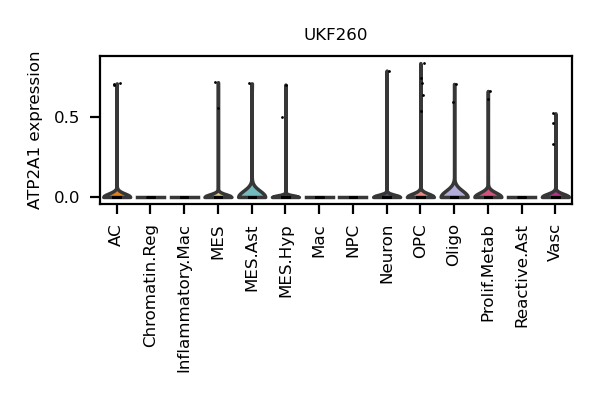 UKF260
ATP2A1 expression
0.5
0.0
AC
Chromatin.Reg
Inflammatory.Mac
MES
MES.Ast
MES.Hyp
Mac
NPC
Neuron
OPC
Oligo
Prolif.Metab
Reactive.Ast
Vasc